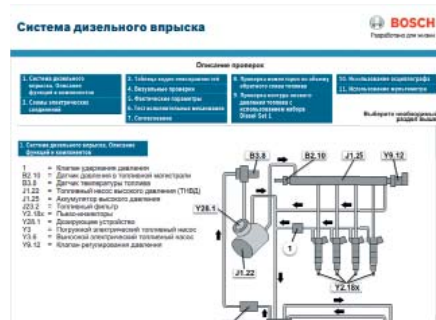 Система дизельного впрыска
BOSCH
Разработано для жизни
Описание проверок
1. Система дизельного
впрыска. Описание
функций и компонентов
2. Схемы электрических
соединений
3. Таблица кодов неисправностей
4. Визуальные проверки
5. Фактические параметры
6. Тест исполнительных механизмов
7. Согласования
8. Проверка инжекторов по объему
обратного слива топлива
9. Проверка контура низкого
давления топлива с
использованием набора
Diesel Set 1
10. Использование осциллографа
11. Использование мультиметра
Выберите необходимый
раздел выше
1. Система дизельного впрыска. Описание
функций и компонентов
1 = Клапан удержания давления
B2.10 = Датчик давления в топливной магистрали
B3.8 = Датчик температуры топлива
J1.22 = Топливный насос высокого давления (ТНВД)
J1.25 = Аккумулятор высокого давления
J23.2 = Топливный фильтр
Y2.18x = Пьезо-инжекторы
Y28.1 = Дозирующее устройство
Y3 = Погружной электрический топливный насос
Y3.6 = Выносной электрический топливный насос
Y9.12 = Клапан регулирования давления
B3.8
B2.10
J1.25
Y9.12
Y28.1
1
J1.22
Y2.18x